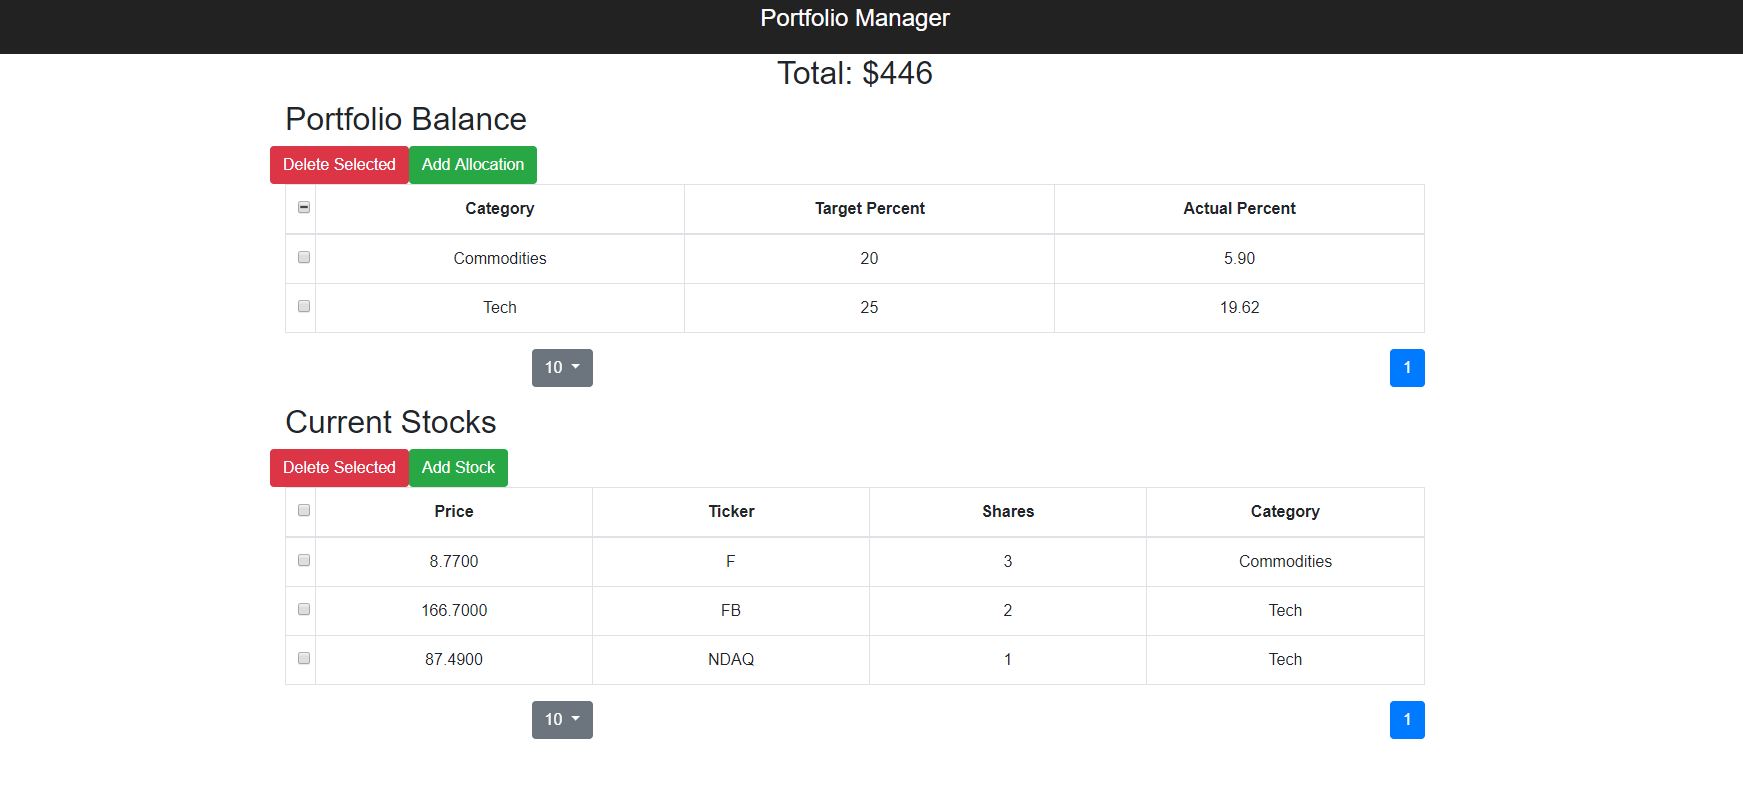 Portfolio Manager
Total: $446
Portfolio Balance
Delete Selected Add Allocation
Category Target Percent Actual Percent
Commodities 20 5.90
Tech 25 19.62
10 1
Current Stocks
Delete Selected Add Stock
Price Ticker Shares Category
8.7700 F 3 Commodities
166.7000 FB 2 Tech
87.4900 NDAQ 1 Tech
10 1